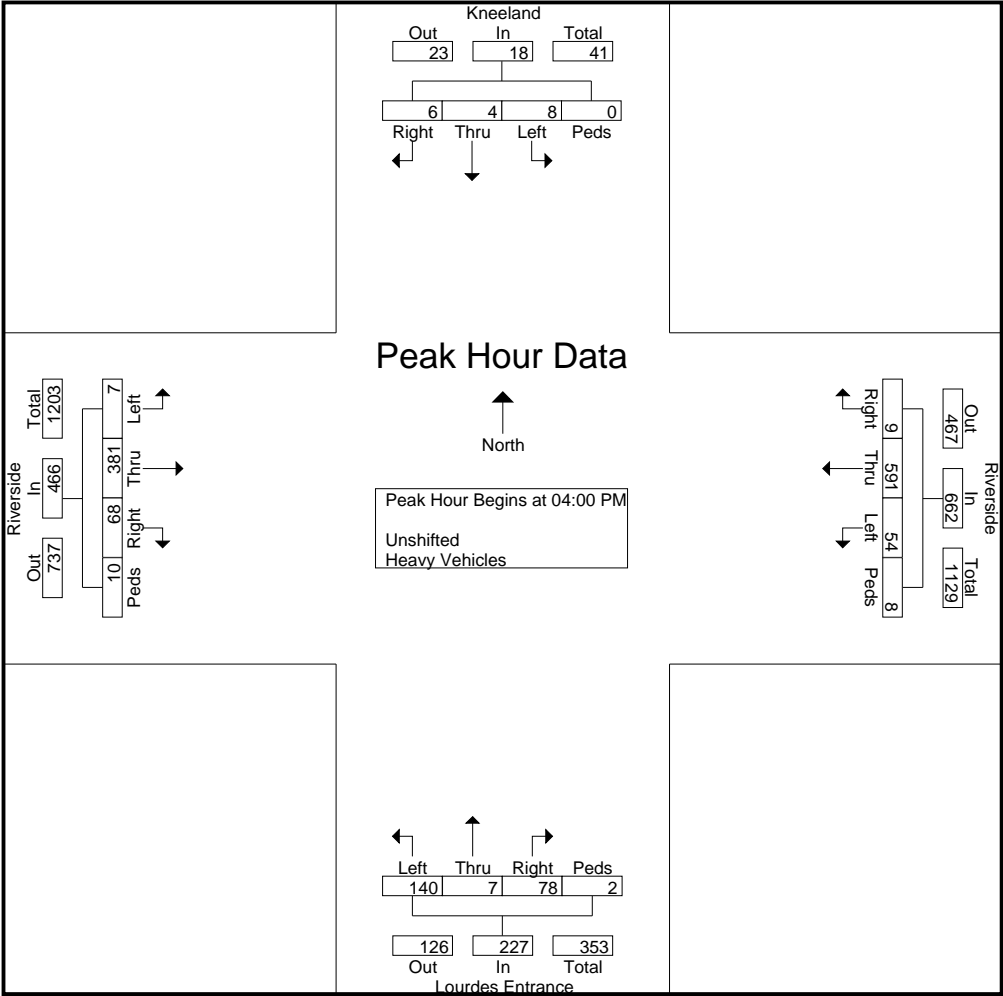 Kneeland
Out In Total
23 18 41
6 4 8 0
Right Thru Left Peds
Peak Hour Data
North
Peak Hour Begins at 04:00 PM
Unshifted
Heavy Vehicles
Riverside
Total In Out
1203 466 737
7 381 68 10
Left Thru Right Peds
Riverside
Out In Total
467 662 1129
9 591 54 8
Right Thru Left Peds
Left Thru Right Peds
140 7 78 2
126 227 353
Out In Total
Lourdes Entrance